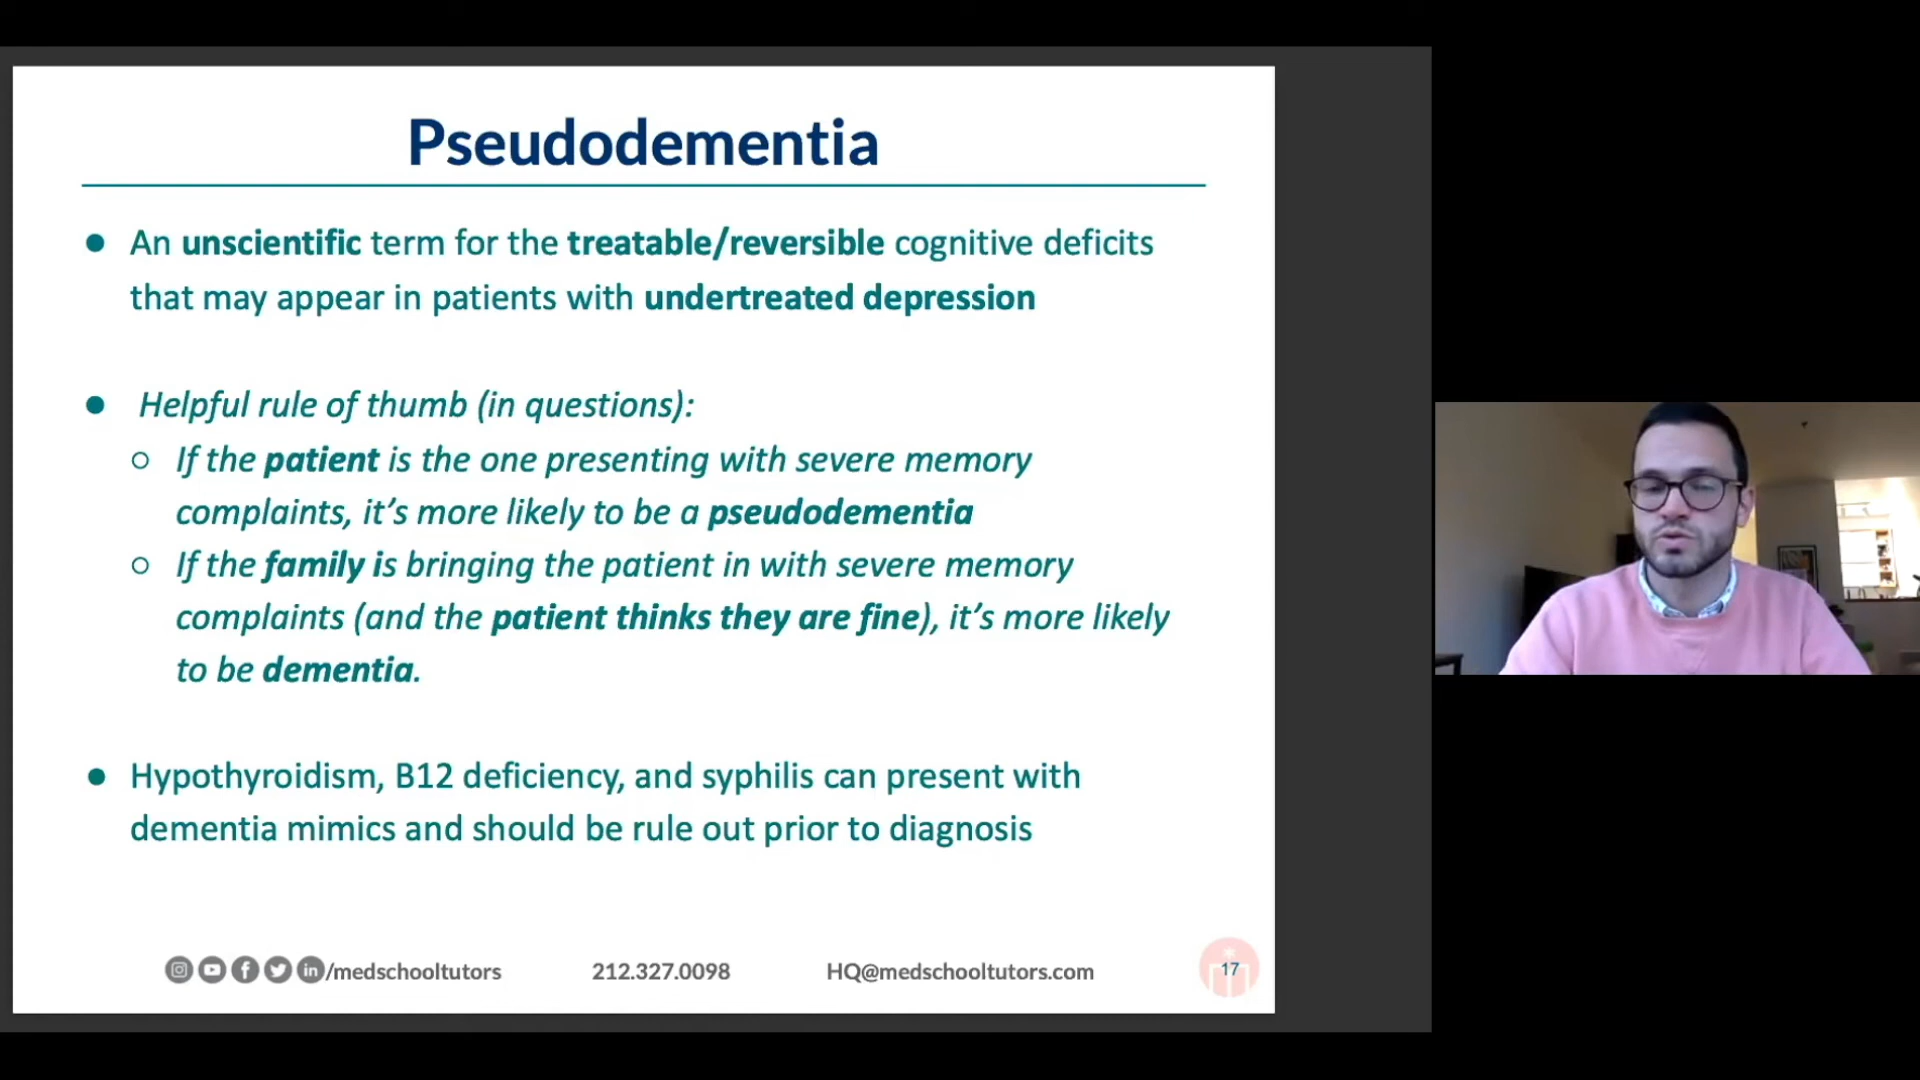 Pseudodementia
● An unscientific term for the treatable/reversible cognitive deficits
that may appear in patients with undertreated depression
● Helpful rule of thumb (in questions):
○ If the patient is the one presenting with severe memory
complaints, it’s more likely to be a pseudodementia
○ If the family is bringing the patient in with severe memory
complaints (and the patient thinks they are fine), it’s more likely
to be dementia.
● Hypothyroidism, B12 deficiency, and syphilis can present with
dementia mimics and should be rule out prior to diagnosis
/medschooltutors 212.327.0098 HQ@medschooltutors.com 17